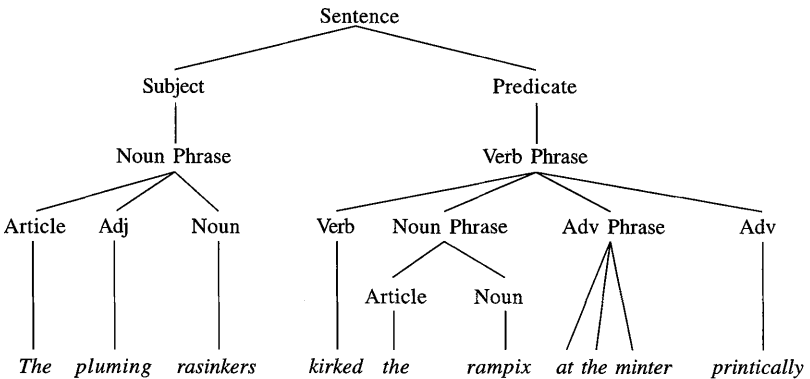 Sentence
Subject Predicate
Noun Phrase Verb Phrase
Article Adj Noun Verb Noun Phrase Adv Phrase Adv
Article Noun
The pluming rasinkers kirked the rampix at the minter printically